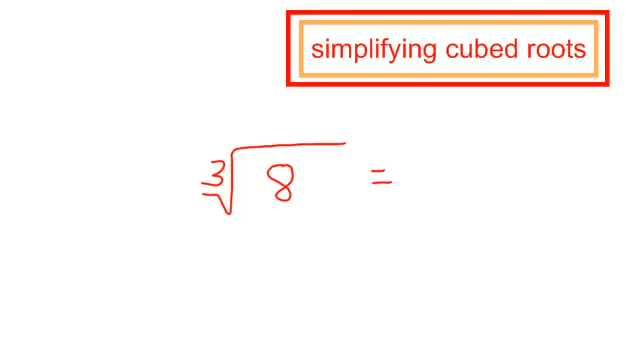 simplifying cubed roots
∛8 =